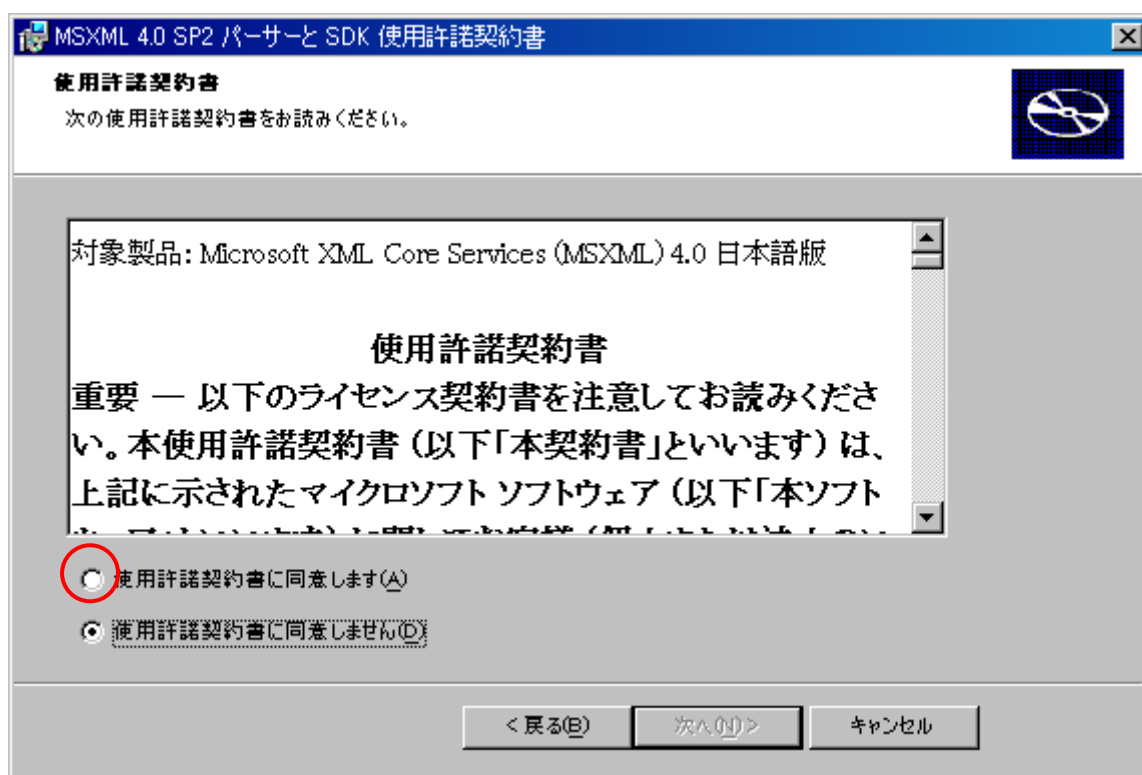 MSXML 4.0 SP2 パーサーと SDK 使用許諾契約書
使用許諾契約書
次の使用許諾契約書をお読みください。
対象製品: Microsoft XML Core Services (MSXML) 4.0 日本語版
使用許諾契約書
重要 — 以下のライセンス契約書を注意してお読みくださ
い。本使用許諾契約書 (以下「本契約書」といいます) は、
上記に示されたマイクロソフト ソフトウェア (以下「本ソフト
使用許諾契約書に同意します(A)
使用許諾契約書に同意しません(D)
< 戻る(B)
次へ(N) >
キャンセル